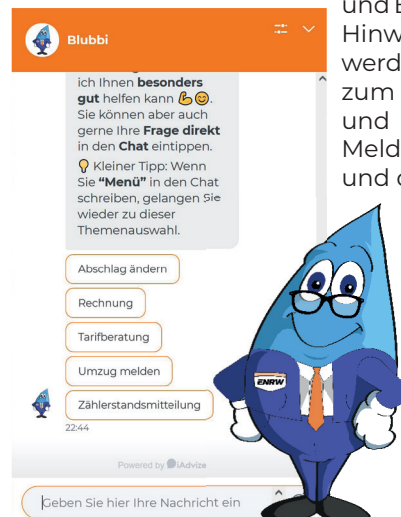 Blubbi
ich Ihnen besonders
gut helfen kann 💪😊.
Sie können aber auch
gerne Ihre Frage direkt
in den Chat eintippen.
💡 Kleiner Tipp: Wenn
Sie “Menü” in den Chat
schreiben, gelangen Sie
wieder zu dieser
Themenauswahl.
Abschlag ändern
Rechnung
Tarifberatung
Umzug melden
Zählerstandsmitteilung
22:44
Powered by iAdvize
Geben Sie hier Ihre Nachricht ein
und
Hinw
werd
zum
und
Meld
und
ENRW